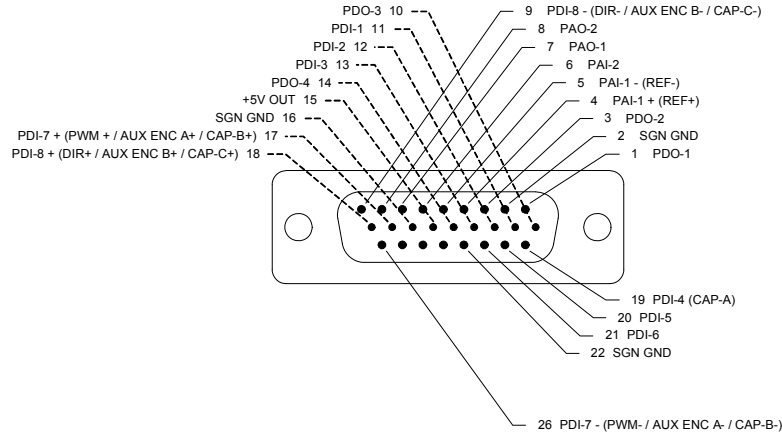 PDO-3 10
PDI-1 11
PDI-2 12
PDI-3 13
PDO-4 14
+5V OUT 15
SGN GND 16
PDI-7 + (PWM + / AUX ENC A+ / CAP-B+) 17
PDI-8 + (DIR+ / AUX ENC B+ / CAP-C+) 18
9 PDI-8 - (DIR- / AUX ENC B- / CAP-C-)
8 PAO-2
7 PAO-1
6 PAI-2
5 PAI-1 - (REF-)
4 PAI-1 + (REF+)
3 PDO-2
2 SGN GND
1 PDO-1
19 PDI-4 (CAP-A)
20 PDI-5
21 PDI-6
22 SGN GND
26 PDI-7 - (PWM- / AUX ENC A- / CAP-B-)